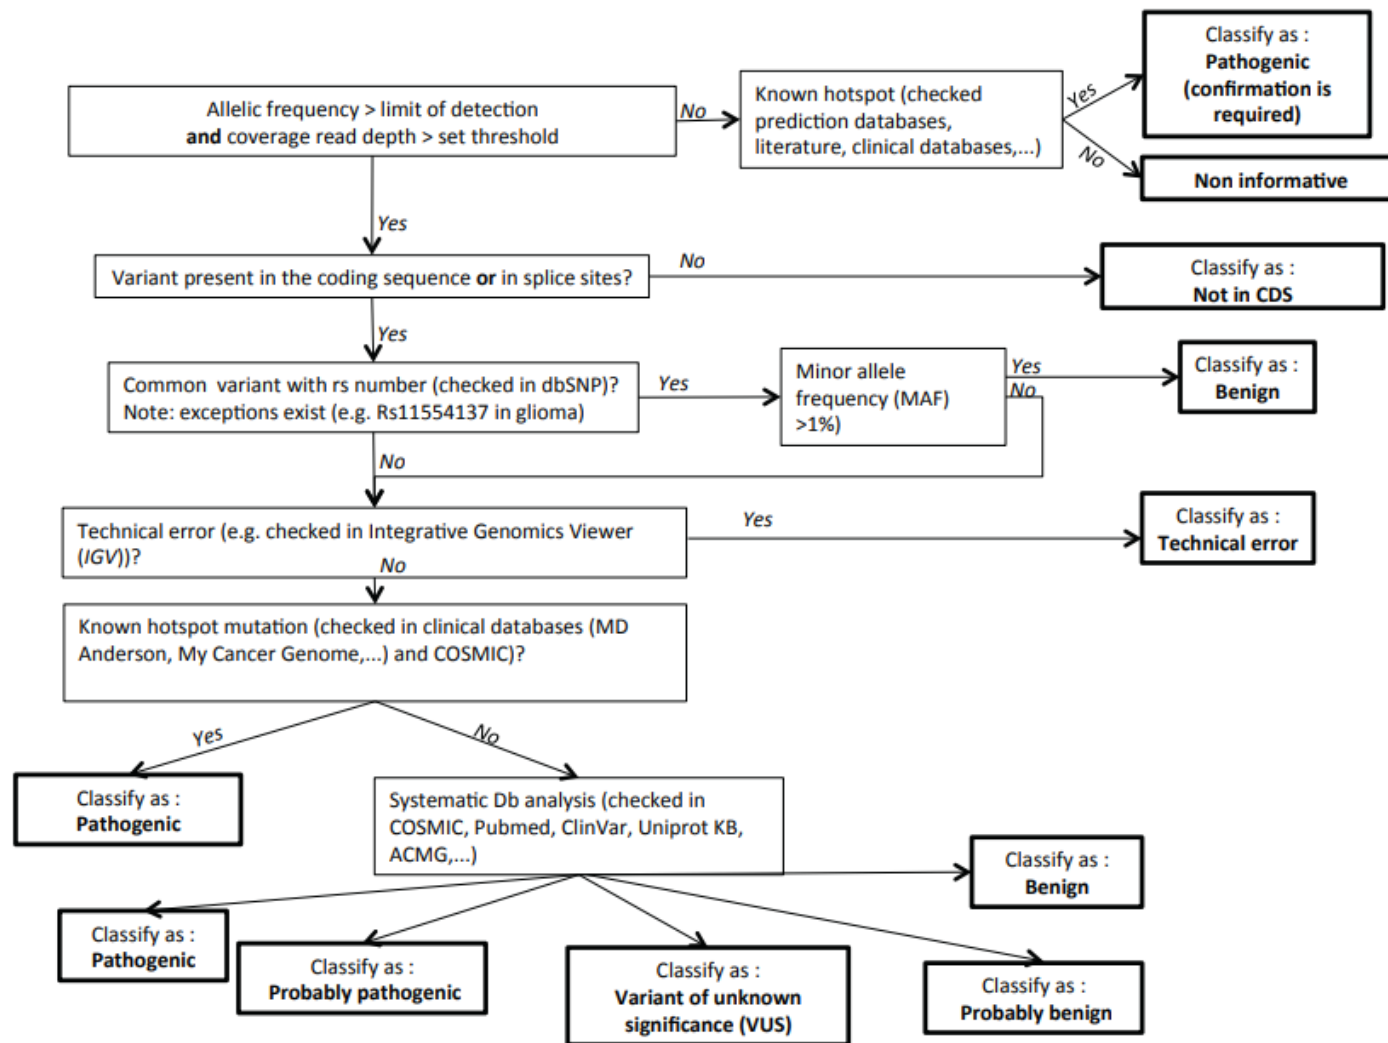 Allelic frequency > limit of detection
and coverage read depth > set threshold
No
Known hotspot (checked
prediction databases,
literature, clinical databases,...)
Yes
No
Classify as :
Pathogenic
(confirmation is
required)
Non informative
Yes
Variant present in the coding sequence or in splice sites?
No
Classify as :
Not in CDS
Yes
Common  variant with rs number (checked in dbSNP)?
Note: exceptions exist (e.g. Rs11554137 in glioma)
Yes
Minor allele
frequency (MAF)
>1%)
Yes
No
Classify as :
Benign
No
Technical error (e.g. checked in Integrative Genomics Viewer
(IGV))?
Yes
Classify as :
Technical error
No
Known hotspot mutation (checked in clinical databases (MD
Anderson, My Cancer Genome,...) and COSMIC)?
Yes
No
Classify as :
Pathogenic
Systematic Db analysis (checked in
COSMIC, Pubmed, ClinVar, Uniprot KB,
ACMG,...)
Classify as :
Benign
Classify as :
Pathogenic
Classify as :
Probably pathogenic
Classify as :
Variant of unknown
significance (VUS)
Classify as :
Probably benign